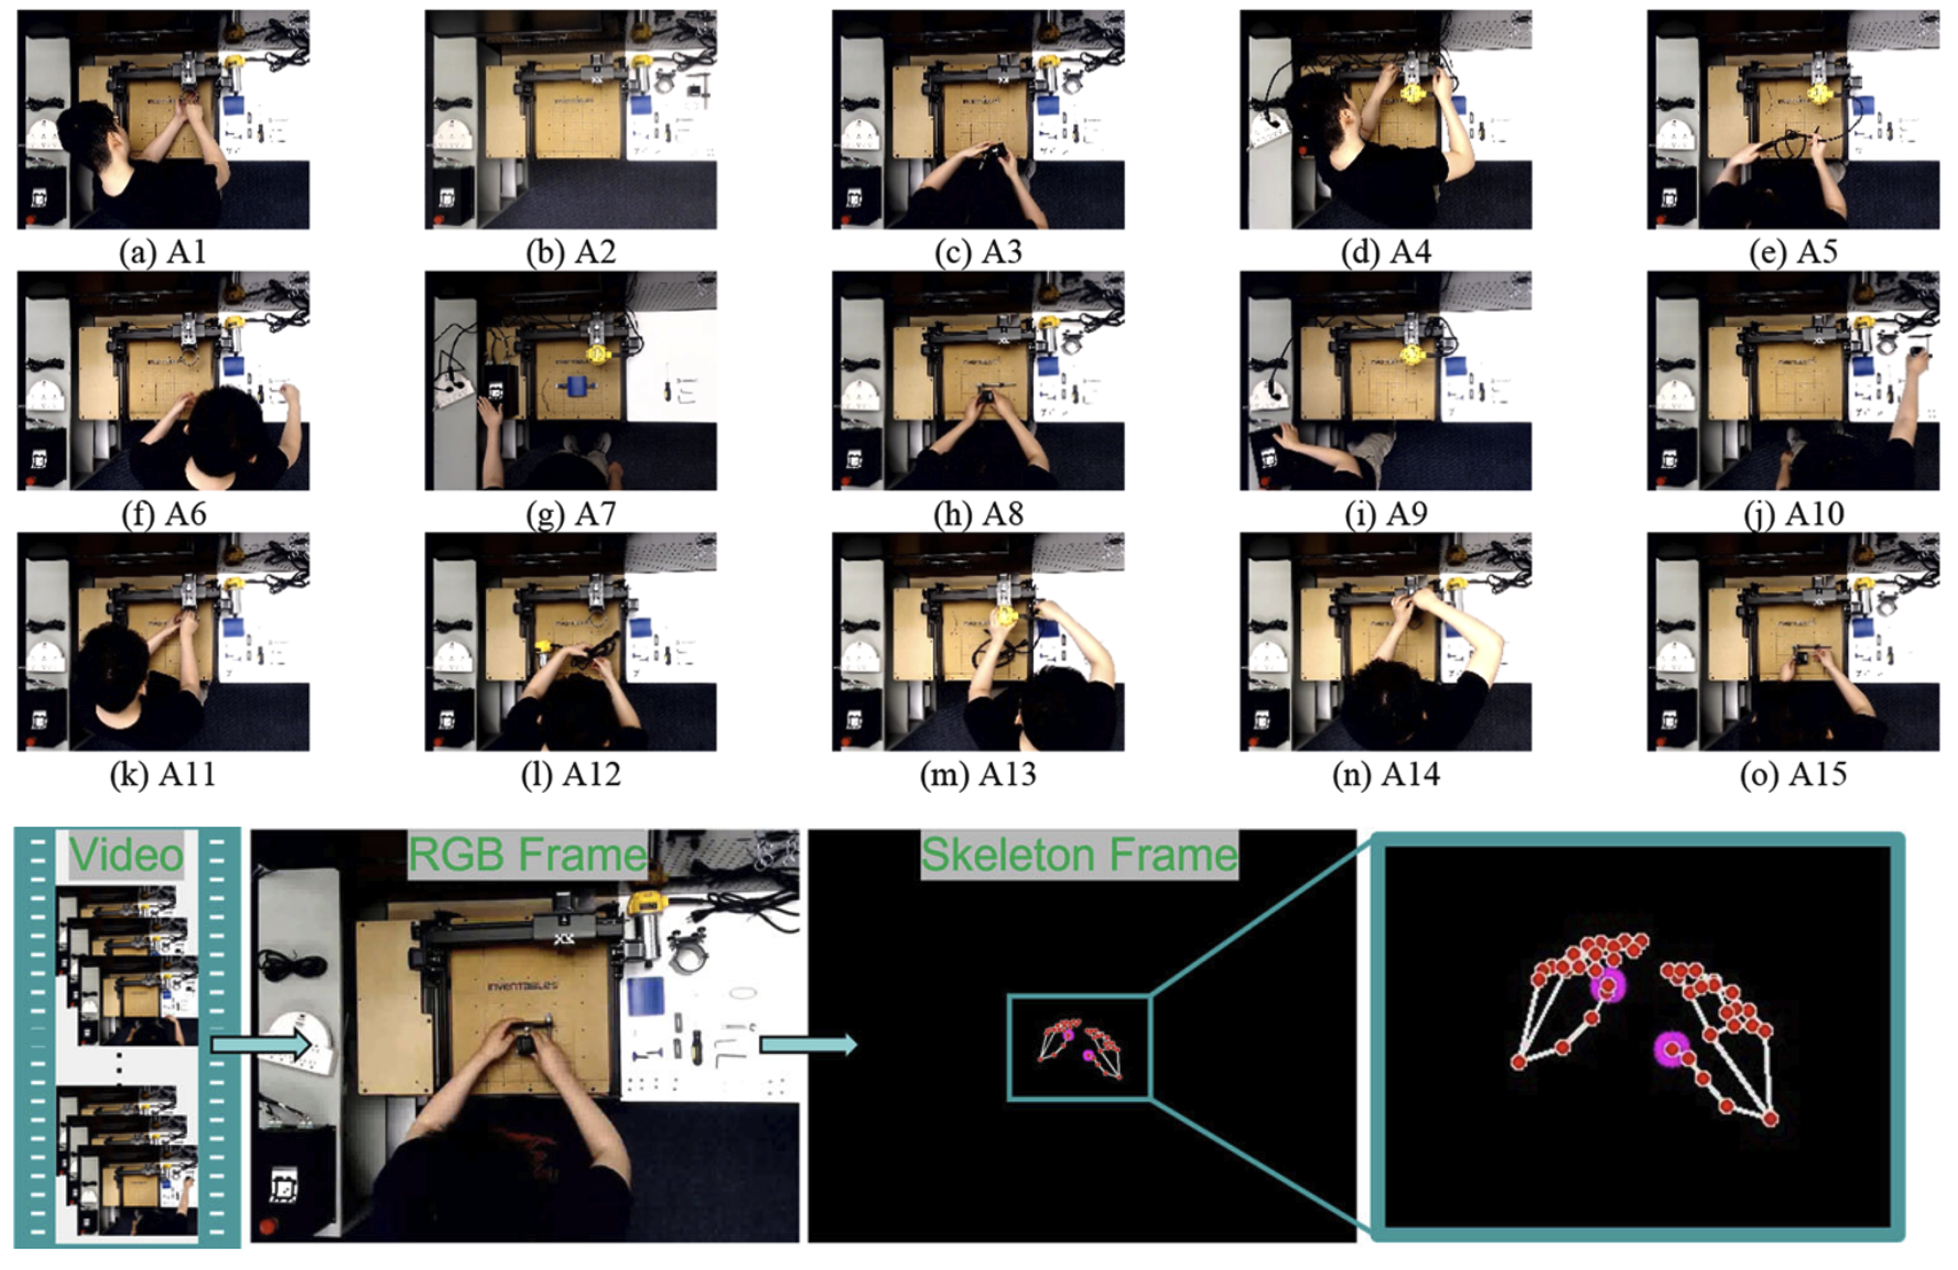 (a) A1
(b) A2
(c) A3
(d) A4
(e) A5
(f) A6
(g) A7
(h) A8
(i) A9
(j) A10
(k) A11
(l) A12
(m) A13
(n) A14
(o) A15
Video
RGB Frame
Skeleton Frame
INVENTABLES